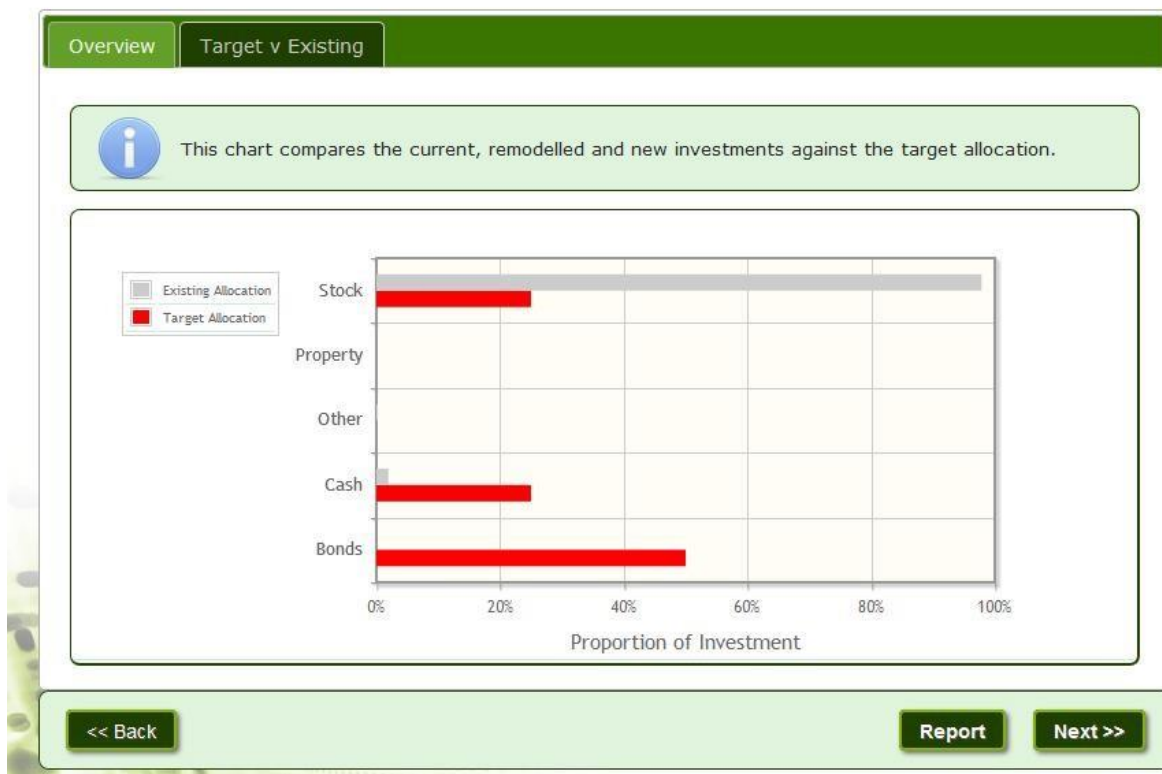 Overview
Target v Existing
This chart compares the current, remodelled and new investments against the target allocation.
Existing Allocation
Target Allocation
Stock
Property
Other
Cash
Bonds
0% 20% 40% 60% 80% 100%
Proportion of Investment
<< Back
Report
Next >>